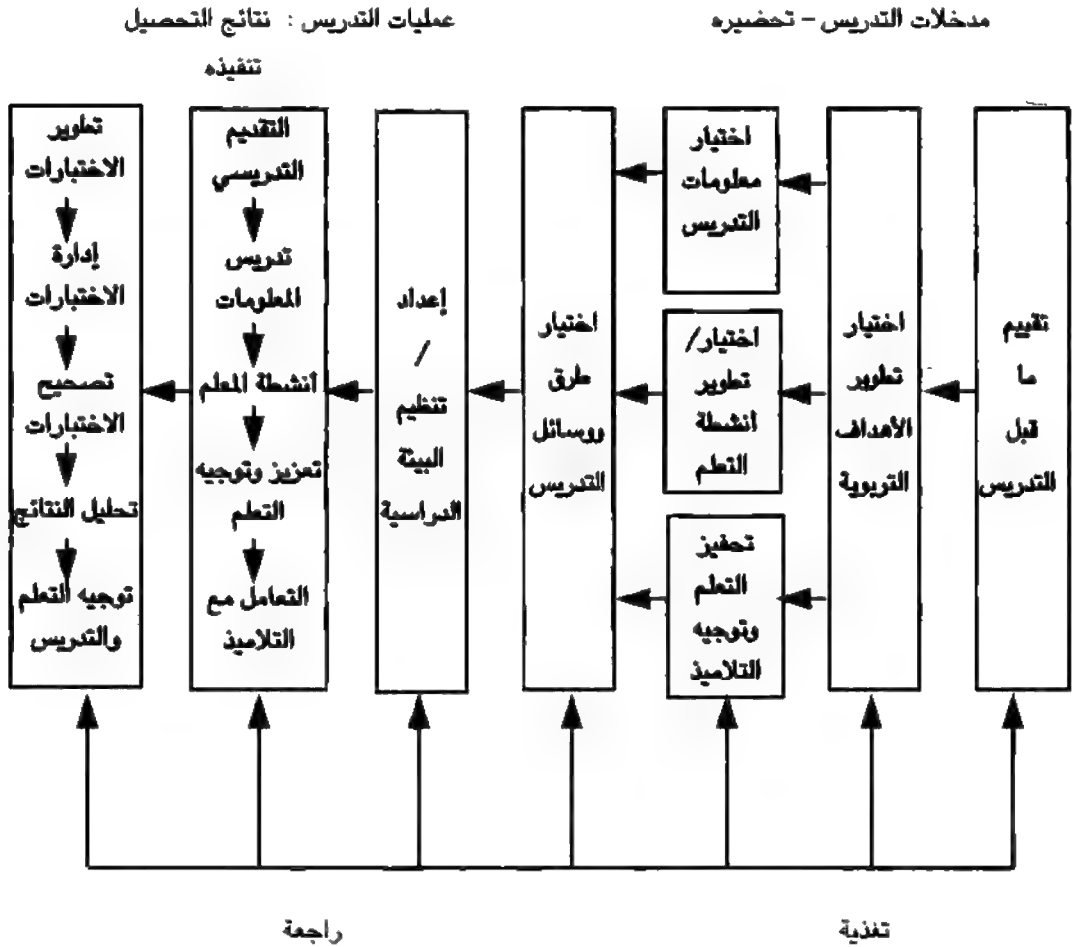 مدخلات التدريس – تحضيره
عمليات التدريس : نتائج التحصيل
تنفيذه
تقييم
ما
قبل
التدريس
اختيار
تطوير
الأهداف
التربوية
اختيار
معلومات
التدريس
اختيار/
تطوير
أنشطة
التعلم
تحفيز
التعلم
وتوجيه
التلاميذ
اختيار
طرق
ووسائل
التدريس
إعداد
/
تنظيم
البيئة
الدراسية
التقديم
التدريسي
تدريس
المعلومات
أنشطة المعلم
تعزيز وتوجيه
التعلم
التعامل مع
التلاميذ
تطوير
الاختبارات
إدارة
الاختبارات
تصحيح
الاختبارات
تحليل النتائج
توجيه التعلم
والتدريس
تغذية
راجعة